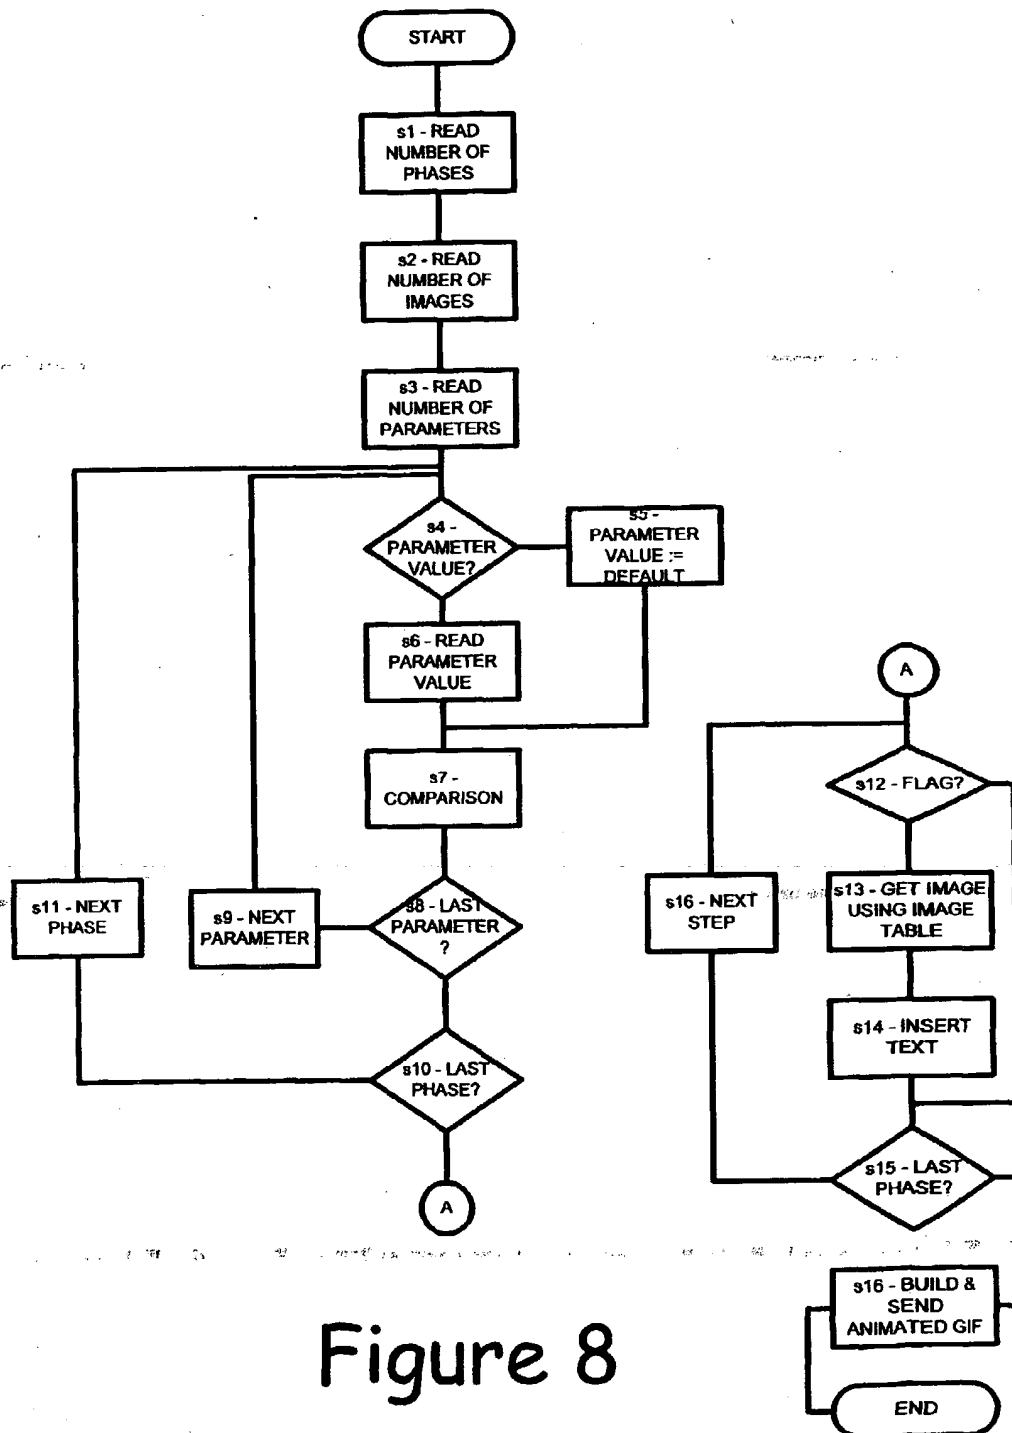 START
s1 - READ
NUMBER OF
PHASES
s2 - READ
NUMBER OF
IMAGES
s3 - READ
NUMBER OF
PARAMETERS
s4 -
PARAMETER
VALUE?
s5 -
PARAMETER
VALUE :=
DEFAULT
s6 - READ
PARAMETER
VALUE
s7 -
COMPARISON
s8 - LAST
PARAMETER
?
s9 - NEXT
PARAMETER
s11 - NEXT
PHASE
s10 - LAST
PHASE?
A
A
s12 - FLAG?
s13 - GET IMAGE
USING IMAGE
TABLE
s16 - NEXT
STEP
s14 - INSERT
TEXT
s15 - LAST
PHASE?
s16 - BUILD &
SEND
ANIMATED GIF
END
Figure 8